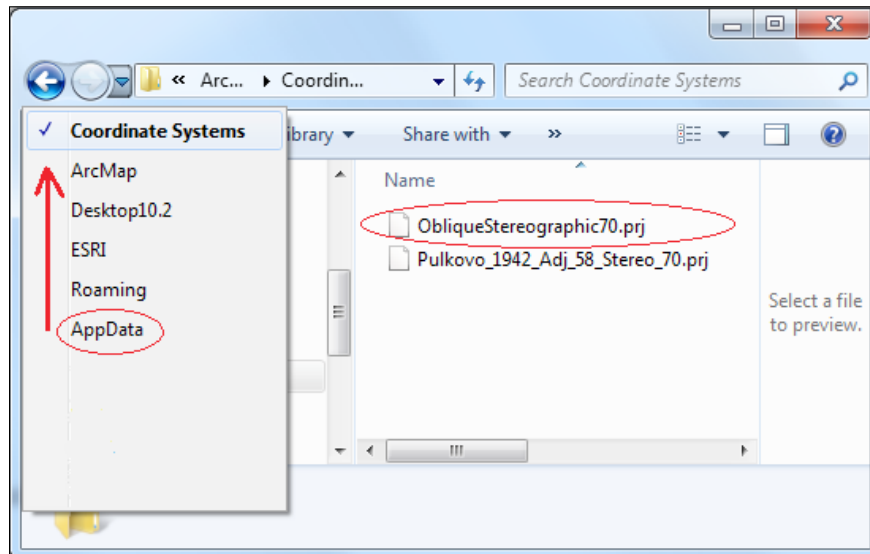 « Arc... Coordin...
Search Coordinate Systems
Coordinate Systems
ArcMap
Desktop10.2
ESRI
Roaming
AppData
ibrary
Share with
»
Name
ObliqueStereographic70.prj
Pulkovo_1942_Adj_58_Stereo_70.prj
Select a file
to preview.